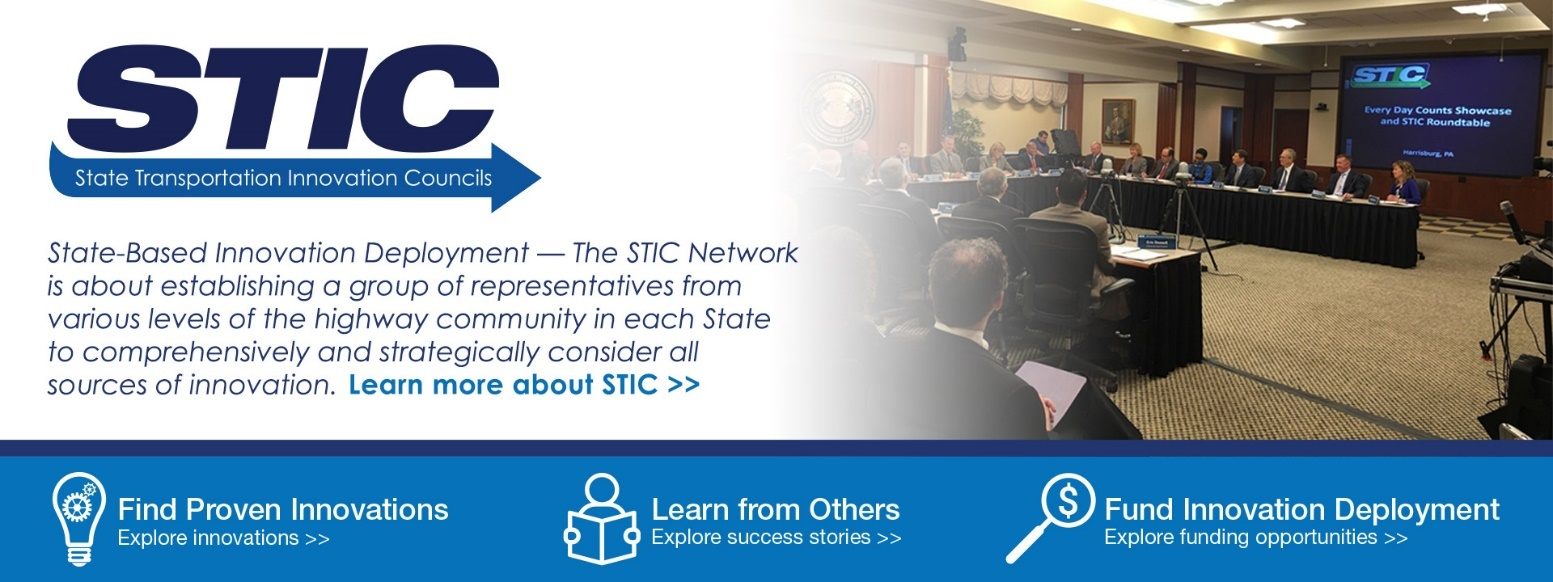 STIC
State Transportation Innovation Councils
State-Based Innovation Deployment — The STIC Network
is about establishing a group of representatives from
various levels of the highway community in each State
to comprehensively and strategically consider all
sources of innovation. Learn more about STIC >>
STIC
Every Day Counts Showcase
and STIC Roundtable
Harrisburg, PA
Find Proven Innovations
Explore innovations >>
Learn from Others
Explore success stories >>
Fund Innovation Deployment
Explore funding opportunities >>